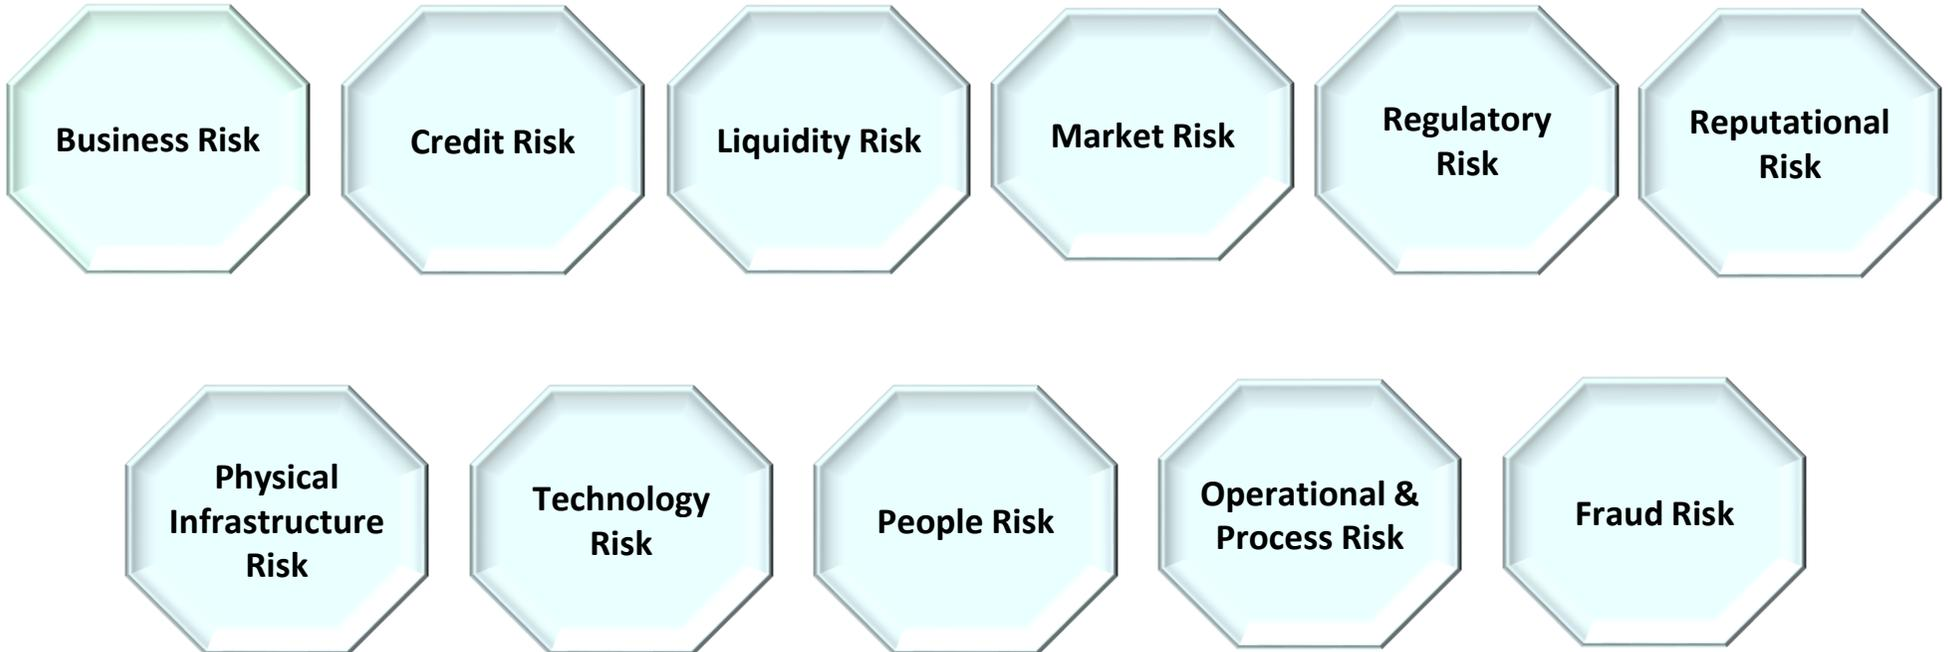 Business Risk
Credit Risk
Liquidity Risk
Market Risk
Regulatory
Risk
Reputational
Risk
Physical
Infrastructure
Risk
Technology
Risk
People Risk
Operational &
Process Risk
Fraud Risk